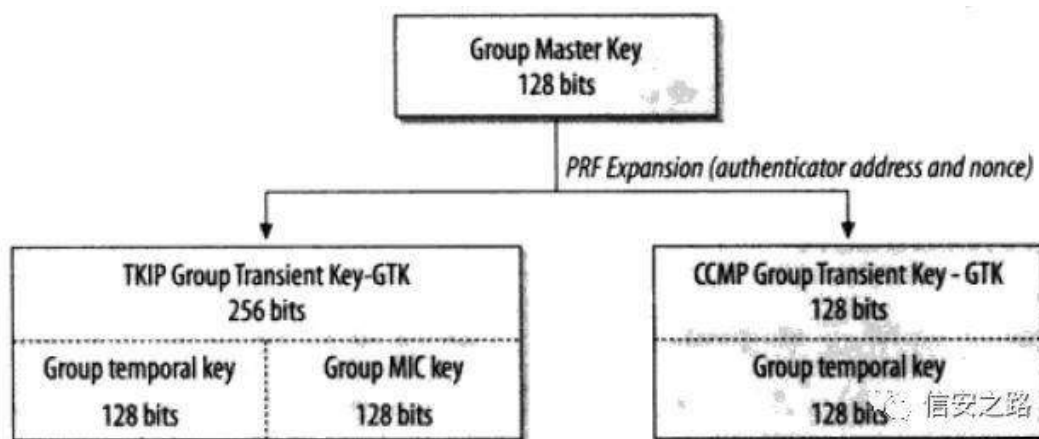 Group Master Key
128 bits
PRF Expansion (authenticator address and nonce)
TKIP Group Transient Key-GTK
256 bits
Group temporal key
128 bits
Group MIC key
128 bits
CCMP Group Transient Key - GTK
128 bits
Group temporal key
128 bits
信安之路